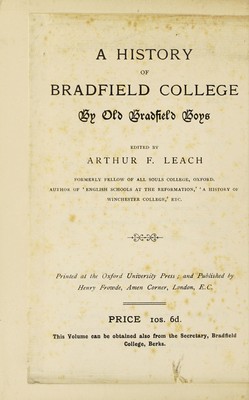 A HISTORY
OF
BRADFIELD COLLEGE
By Old Bradfield Boys
EDITED BY
ARTHUR F. LEACH
FORMERLY FELLOW OF ALL SOULS COLLEGE, OXFORD.
AUTHOR OF 'ENGLISH SCHOOLS AT THE REFORMATION,' 'A HISTORY OF
WINCHESTER COLLEGE,' ETC.
Printed at the Oxford University Press; and Published by
Henry Frowde, Amen Corner, London, E.C.
PRICE 10s. 6d.
This Volume can be obtained also from the Secretary, Bradfield
College, Berks.